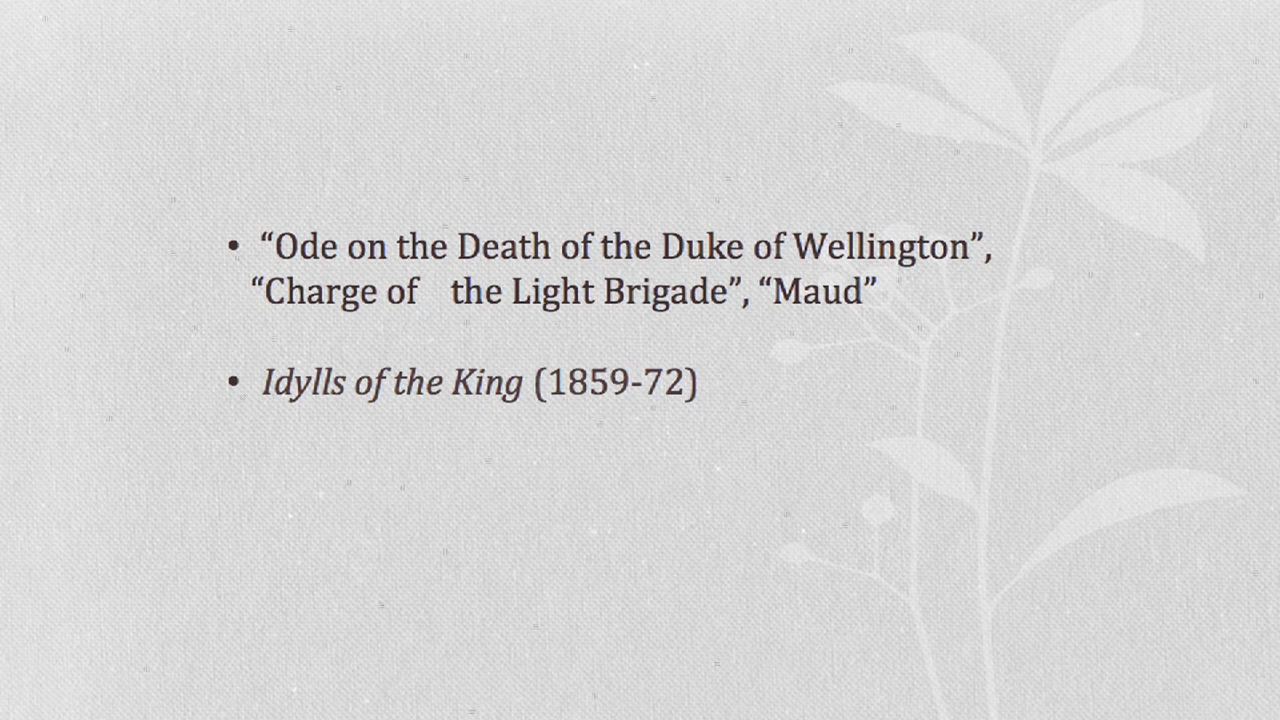 • “Ode on the Death of the Duke of Wellington”,
“Charge of the Light Brigade”, “Maud”
• Idylls of the King (1859-72)